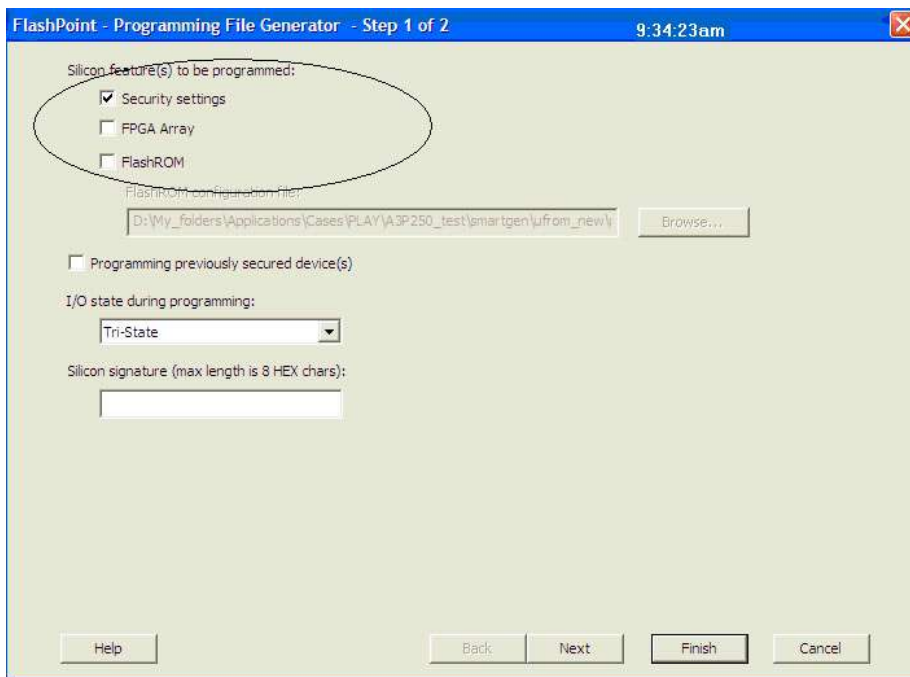 FlashPoint - Programming File Generator - Step 1 of 2 9:34:23am
Silicon feature(s) to be programmed:
Security settings
FPGA Array
FlashROM
FlashROM configuration file:
D:\My_folders\Applications\Cases\PLAY\A3P250_test\smartgen\ufrom_new\
Browse...
Programming previously secured device(s)
I/O state during programming:
Tri-State
Silicon signature (max length is 8 HEX chars):
Help Back Next Finish Cancel